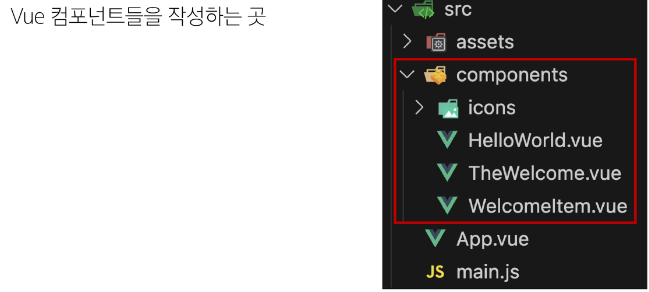 Vue 컴포넌트들을 작성하는 곳
src
assets
components
icons
HelloWorld.vue
TheWelcome.vue
WelcomeItem.vue
App.vue
JS main.js